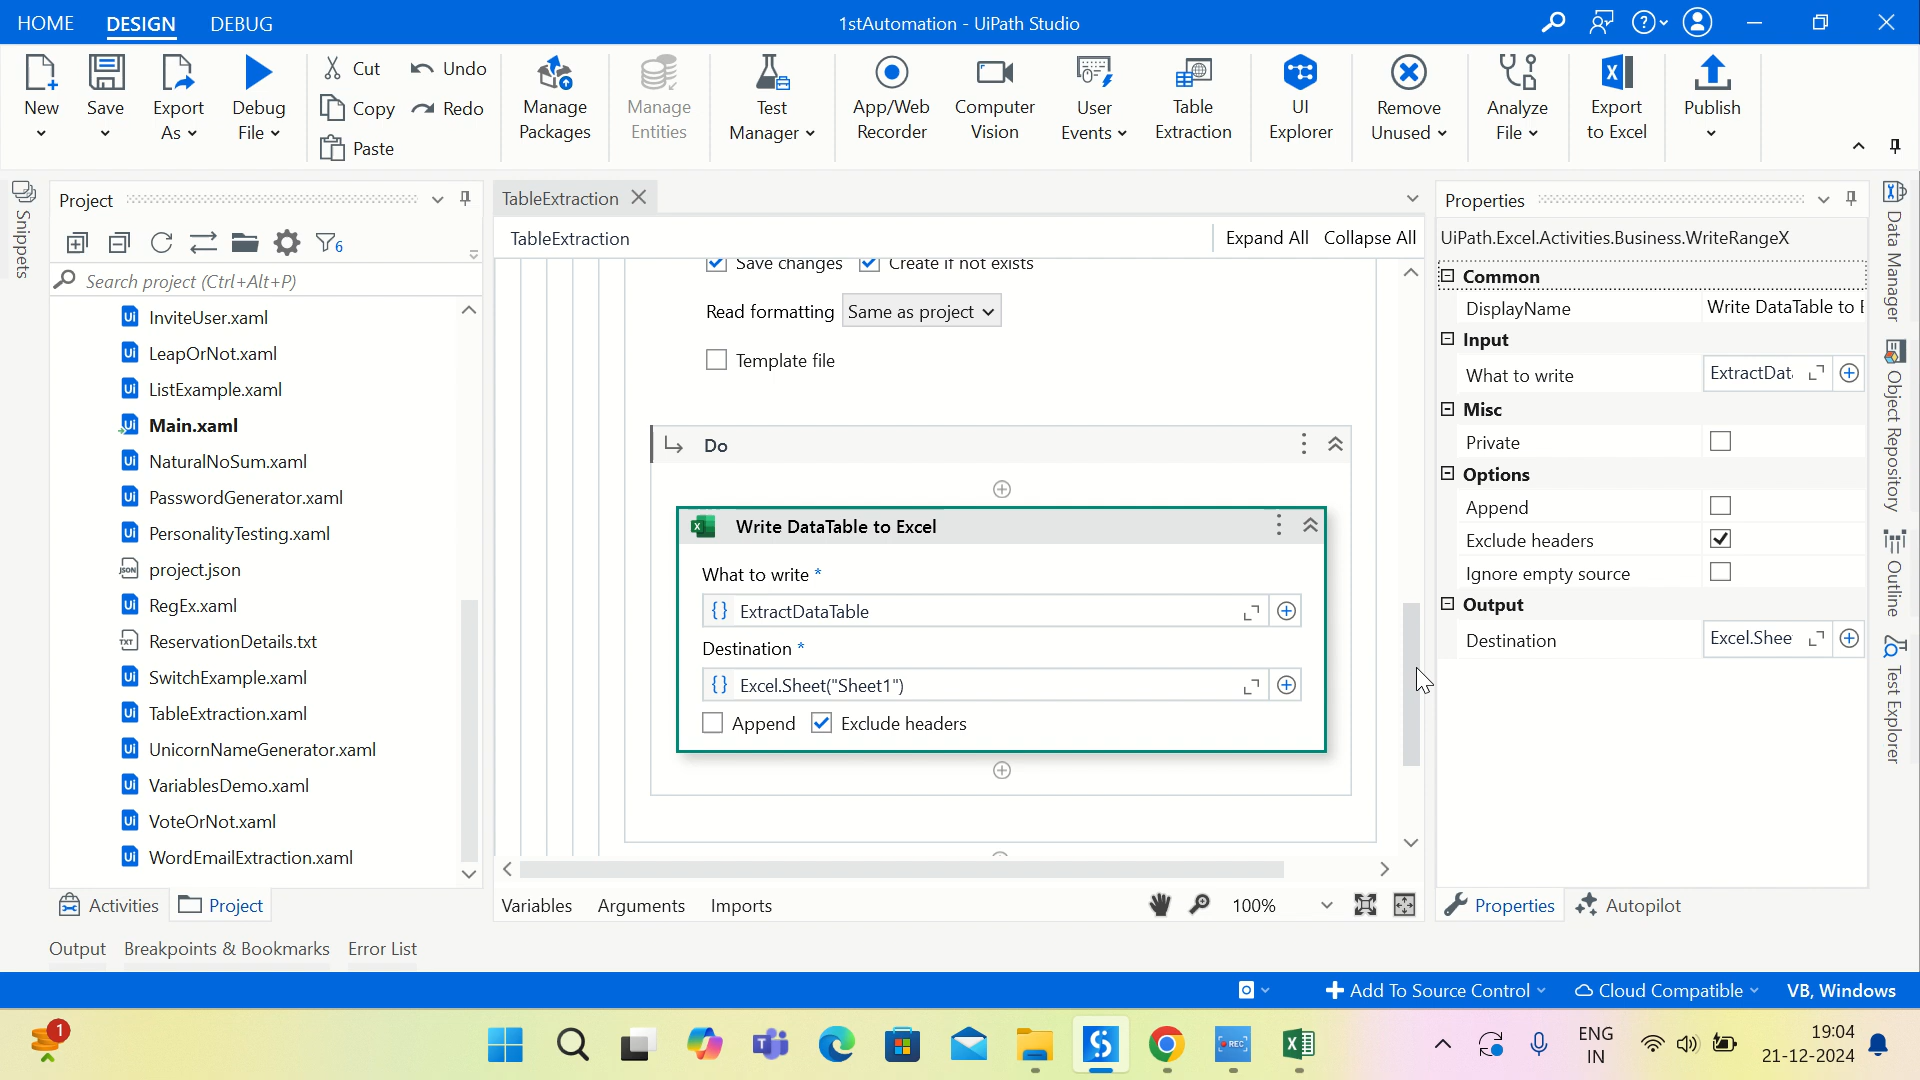 HOME DESIGN DEBUG 1stAutomation - UiPath Studio
New Save Export As Debug File Cut Copy Paste Undo Redo Manage Packages Manage Entities Test Manager App/Web Recorder Computer Vision User Events Table Extraction UI Explorer Remove Unused Analyze File Export to Excel Publish
Snippets
Project
6
Search project (Ctrl+Alt+P)
InviteUser.xaml
LeapOrNot.xaml
ListExample.xaml
Main.xaml
NaturalNoSum.xaml
PasswordGenerator.xaml
PersonalityTesting.xaml
project.json
RegEx.xaml
ReservationDetails.txt
SwitchExample.xaml
TableExtraction.xaml
UnicornNameGenerator.xaml
VariablesDemo.xaml
VoteOrNot.xaml
WordEmailExtraction.xaml
Activities Project
TableExtraction
TableExtraction Expand All Collapse All
Save changes Create if not exists
Read formatting Same as project
Template file
Do
Write DataTable to Excel
What to write *
ExtractDataTable
Destination *
Excel.Sheet("Sheet1")
Append Exclude headers
Variables Arguments Imports 100%
Properties
UiPath.Excel.Activities.Business.WriteRangeX
Common
DisplayName Write DataTable to E
Input
What to write ExtractData
Misc
Private
Options
Append
Exclude headers
Ignore empty source
Output
Destination Excel.Shee
Properties Autopilot
Data Manager
Object Repository
Outline
Test Explorer
Output Breakpoints & Bookmarks Error List
Add To Source Control Cloud Compatible VB, Windows
1
REC
ENG
IN
19:04
21-12-2024